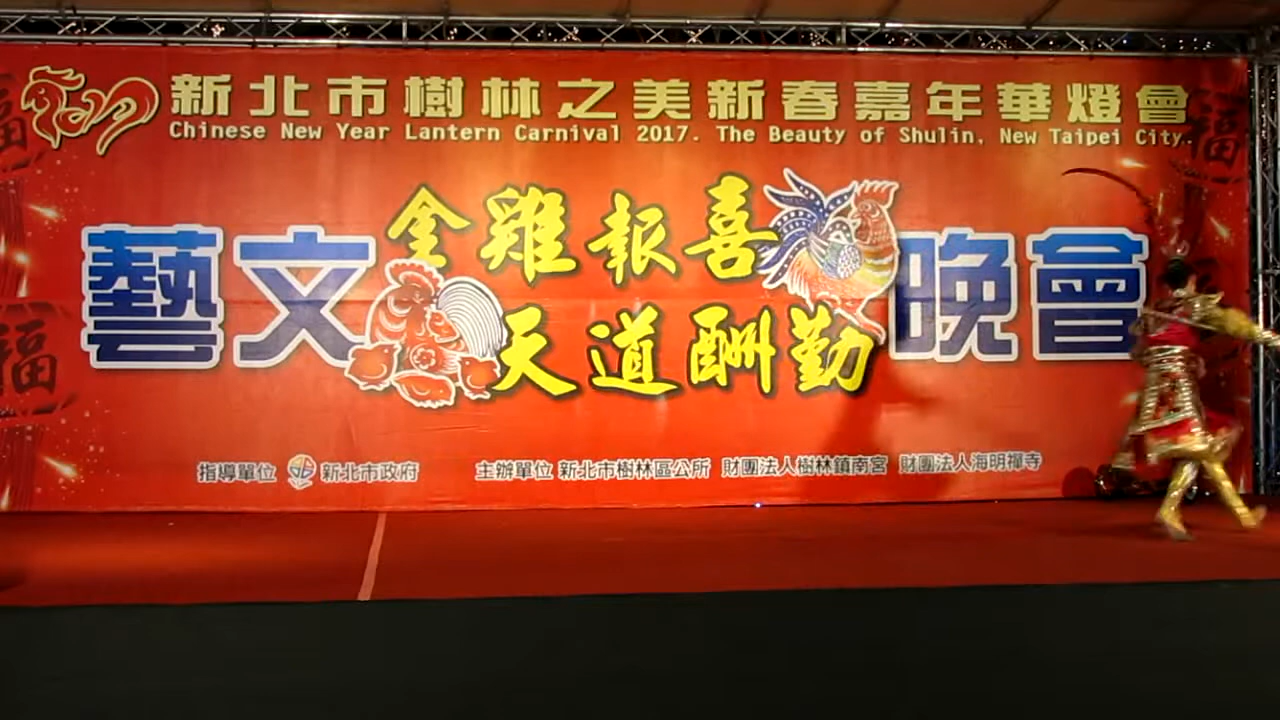 新北市樹林之美新春嘉年華燈會
Chinese New Year Lantern Carnival 2017. The Beauty of Shulin, New Taipei City.
藝文 金雞報喜 晚會
天道酬勤
指導單位 新北市政府 主辦單位 新北市樹林區公所 財團法人樹林鎮南宮 財團法人海明禪寺
福
福
福